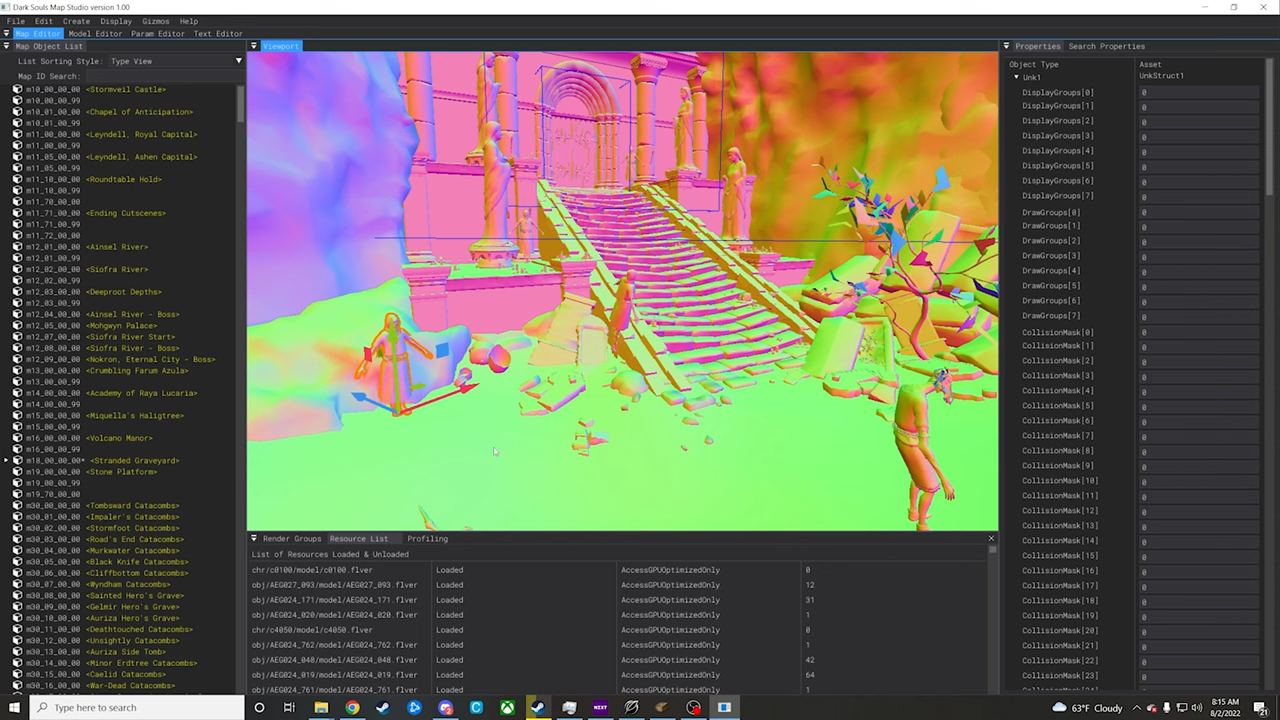 Dark Souls Map Studio version 1.00
File Edit Create Display Gizmos Help
Map Editor Model Editor Param Editor Text Editor
Map Object List
List Sorting Style: Type View
Map ID Search:
m10_00_00_00 <Stormveil Castle>
m10_00_00_99
m10_01_00_00 <Chapel of Anticipation>
m10_01_00_99
m11_00_00_00 <Leyndell, Royal Capital>
m11_00_00_99
m11_05_00_00 <Leyndell, Ashen Capital>
m11_05_00_99
m11_10_00_00 <Roundtable Hold>
m11_10_00_99
m11_70_00_00
m11_71_00_00 <Ending Cutscenes>
m11_71_00_99
m11_72_00_00
m12_01_00_00 <Ainsel River>
m12_01_00_99
m12_02_00_00 <Siofra River>
m12_02_00_99
m12_03_00_00 <Deeproot Depths>
m12_03_00_99
m12_04_00_00 <Ainsel River - Boss>
m12_05_00_00 <Mohgwyn Palace>
m12_07_00_00 <Siofra River Start>
m12_08_00_00 <Siofra River - Boss>
m12_09_00_00 <Nokron, Eternal City - Boss>
m13_00_00_00 <Crumbling Farum Azula>
m13_00_00_99
m14_00_00_00 <Academy of Raya Lucaria>
m14_00_00_99
m15_00_00_00 <Miquella's Haligtree>
m15_00_00_99
m16_00_00_00 <Volcano Manor>
m16_00_00_99
m18_00_00_00* <Stranded Graveyard>
m19_00_00_00 <Stone Platform>
m19_00_00_99
m19_70_00_00
m30_00_00_00 <Tombsward Catacombs>
m30_01_00_00 <Impaler's Catacombs>
m30_02_00_00 <Stormfoot Catacombs>
m30_03_00_00 <Road's End Catacombs>
m30_04_00_00 <Murkwater Catacombs>
m30_05_00_00 <Black Knife Catacombs>
m30_06_00_00 <Cliffbottom Catacombs>
m30_07_00_00 <Wyndham Catacombs>
m30_08_00_00 <Sainted Hero's Grave>
m30_09_00_00 <Gelmir Hero's Grave>
m30_10_00_00 <Auriza Hero's Grave>
m30_11_00_00 <Deathtouched Catacombs>
m30_12_00_00 <Unsightly Catacombs>
m30_13_00_00 <Auriza Side Tomb>
m30_14_00_00 <Minor Erdtree Catacombs>
m30_15_00_00 <Caelid Catacombs>
m30_16_00_00 <War-Dead Catacombs>
Viewport
Render Groups Resource List Profiling
List of Resources Loaded & Unloaded
chr/c0100/model/c0100.flver Loaded AccessGPUOptimizedOnly 0
obj/AEG027_093/model/AEG027_093.flver Loaded AccessGPUOptimizedOnly 12
obj/AEG024_171/model/AEG024_171.flver Loaded AccessGPUOptimizedOnly 31
obj/AEG024_020/model/AEG024_020.flver Loaded AccessGPUOptimizedOnly 1
chr/c4050/model/c4050.flver Loaded AccessGPUOptimizedOnly 0
obj/AEG024_762/model/AEG024_762.flver Loaded AccessGPUOptimizedOnly 1
obj/AEG024_048/model/AEG024_048.flver Loaded AccessGPUOptimizedOnly 42
obj/AEG024_019/model/AEG024_019.flver Loaded AccessGPUOptimizedOnly 64
obj/AEG024_761/model/AEG024_761.flver Loaded AccessGPUOptimizedOnly 1
Properties Search Properties
Object Type Asset
Unk1 UnkStruct1
DisplayGroups[0] 0
DisplayGroups[1] 0
DisplayGroups[2] 0
DisplayGroups[3] 0
DisplayGroups[4] 0
DisplayGroups[5] 0
DisplayGroups[6] 0
DisplayGroups[7] 0
DrawGroups[0] 0
DrawGroups[1] 0
DrawGroups[2] 0
DrawGroups[3] 0
DrawGroups[4] 0
DrawGroups[5] 0
DrawGroups[6] 0
DrawGroups[7] 0
CollisionMask[0] 0
CollisionMask[1] 0
CollisionMask[2] 0
CollisionMask[3] 0
CollisionMask[4] 0
CollisionMask[5] 0
CollisionMask[6] 0
CollisionMask[7] 0
CollisionMask[8] 0
CollisionMask[9] 0
CollisionMask[10] 0
CollisionMask[11] 0
CollisionMask[12] 0
CollisionMask[13] 0
CollisionMask[14] 0
CollisionMask[15] 0
CollisionMask[16] 0
CollisionMask[17] 0
CollisionMask[18] 0
CollisionMask[19] 0
CollisionMask[20] 0
CollisionMask[21] 0
CollisionMask[22] 0
CollisionMask[23] 0
Type here to search
NZXT
63°F Cloudy
8:15 AM
8/2/2022
21